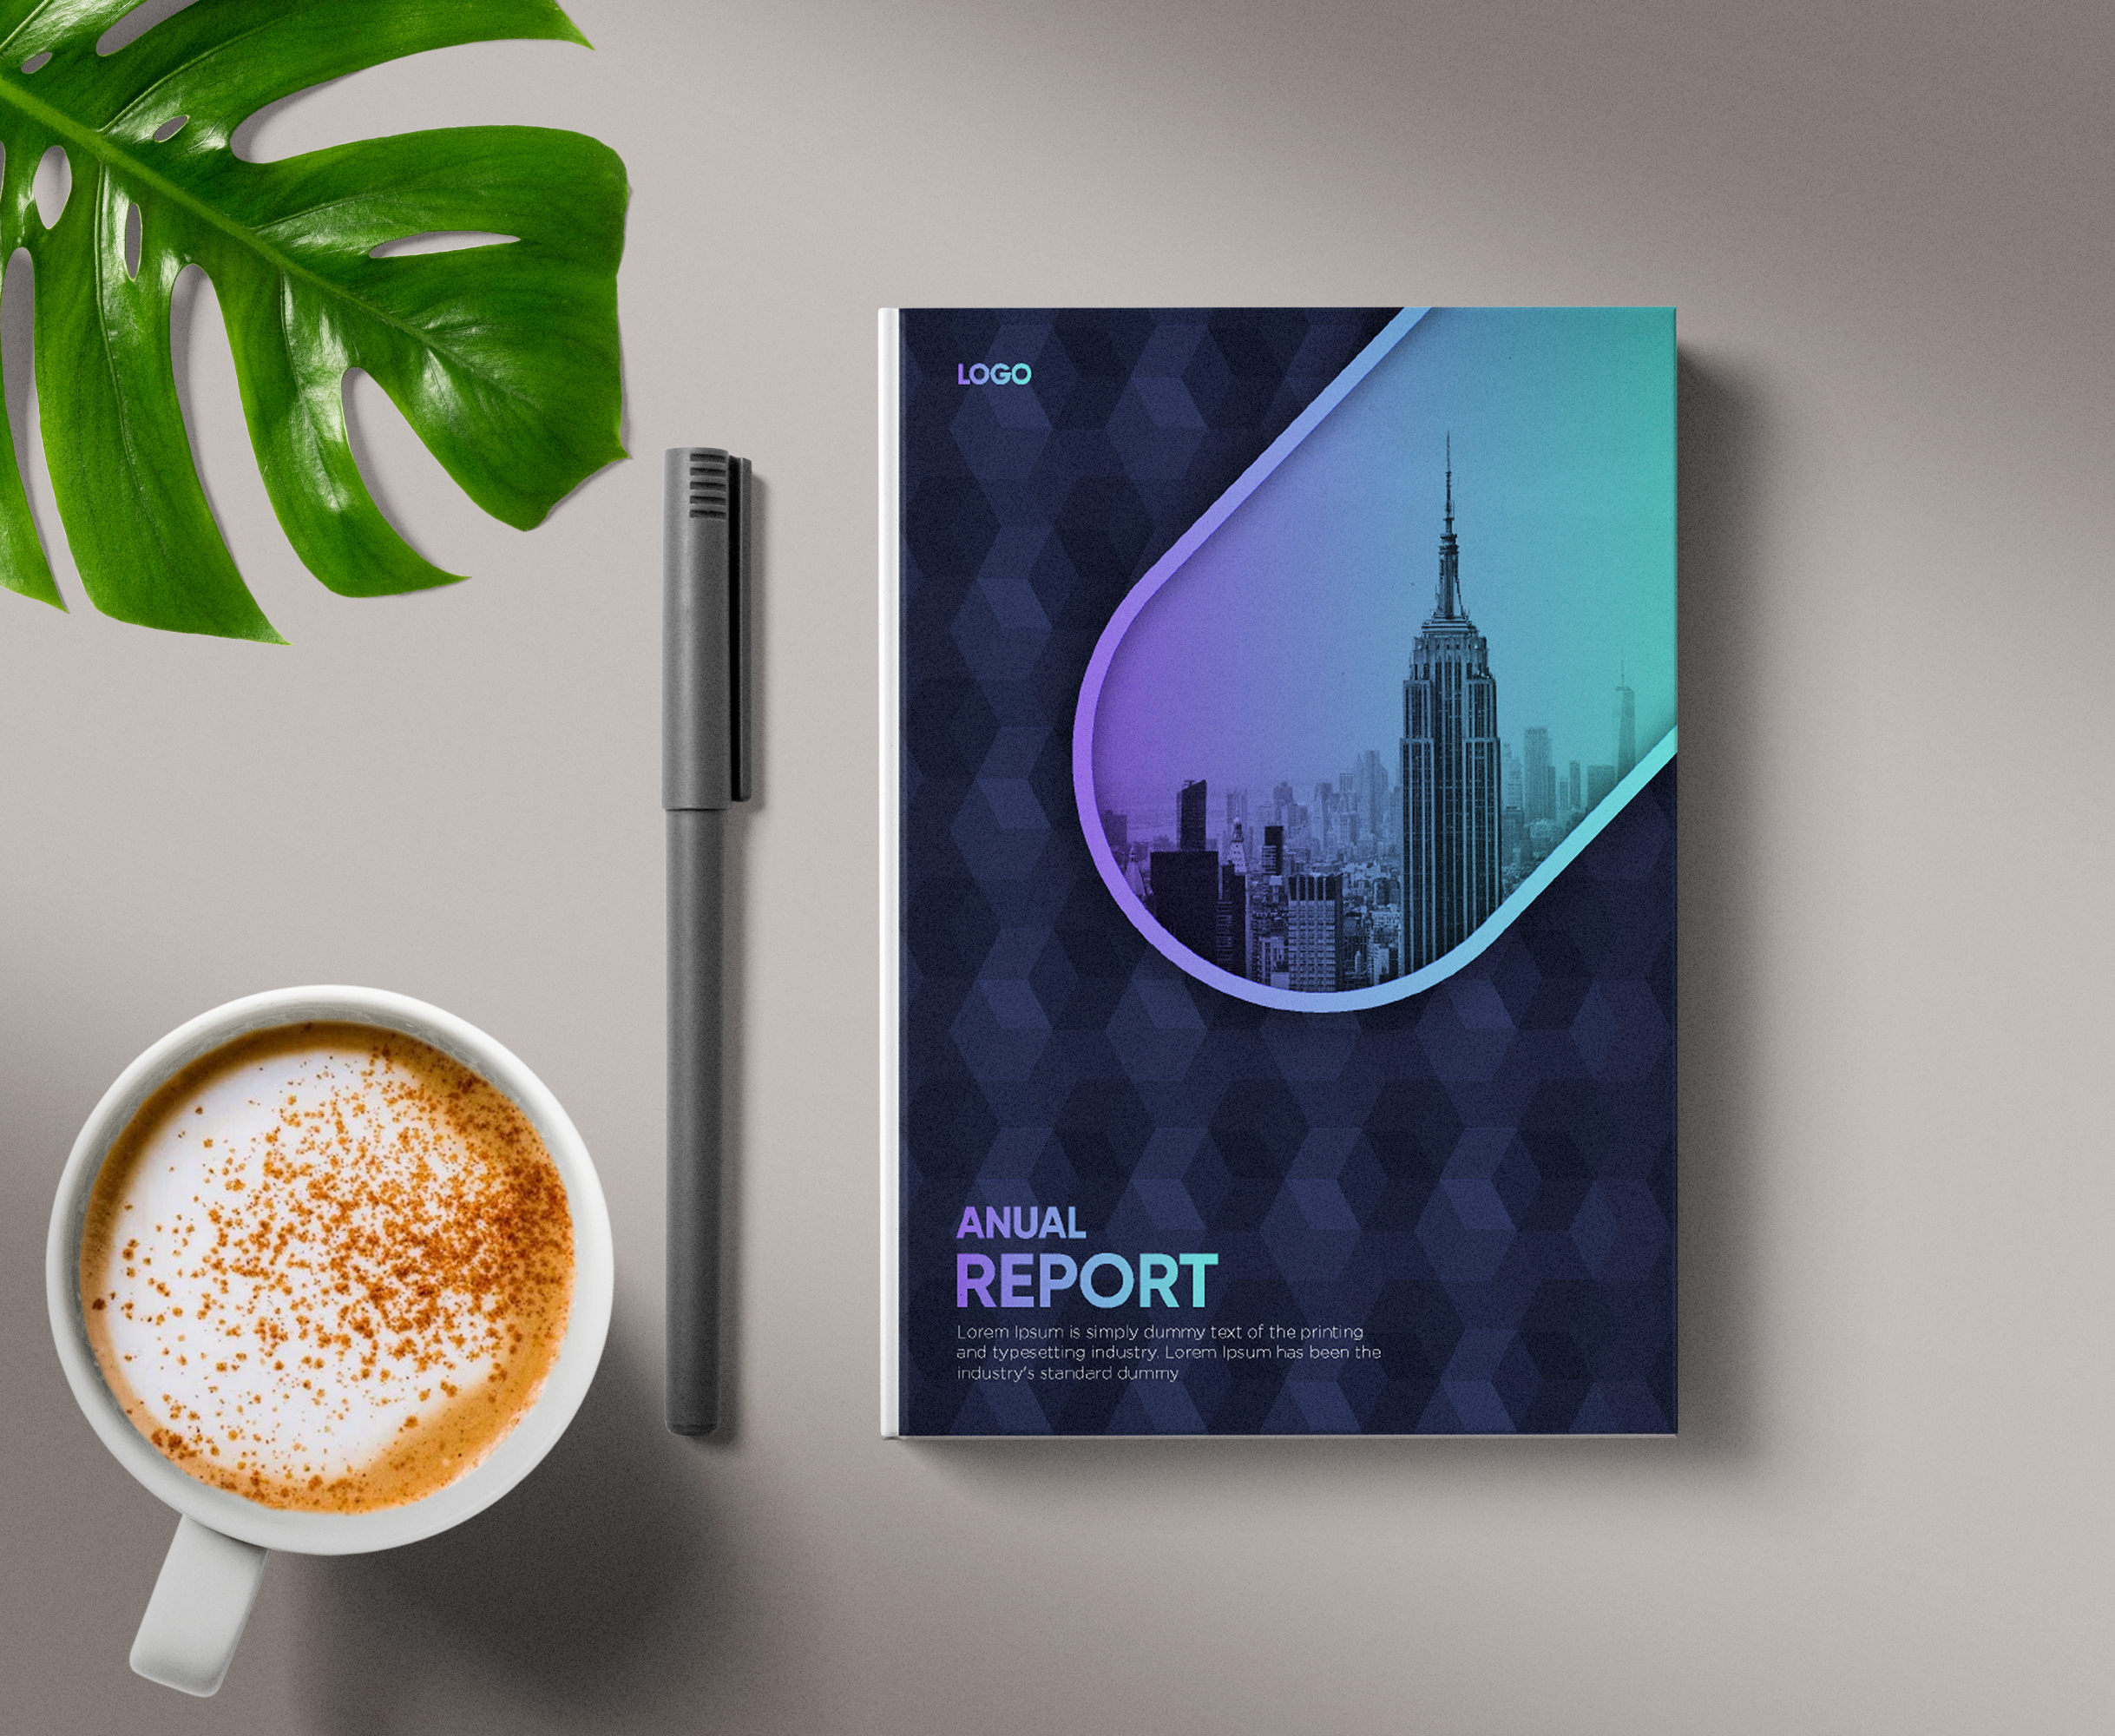 LOGO
ANUAL
REPORT
Lorem Ipsum is simply dummy text of the printing
and typesetting industry. Lorem Ipsum has been the
industry's standard dummy